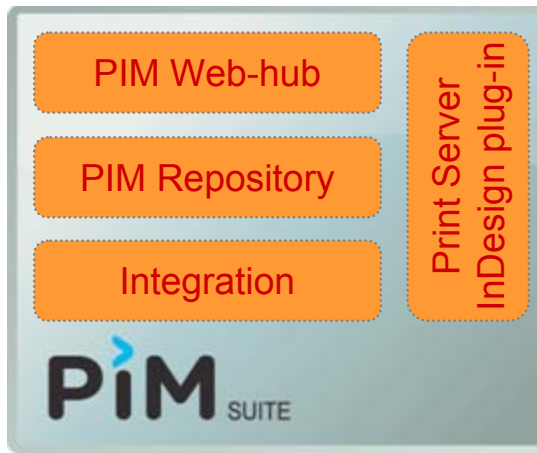 PIM Web-hub
PIM Repository
Integration
Print Server
InDesign plug-in
PiM SUITE